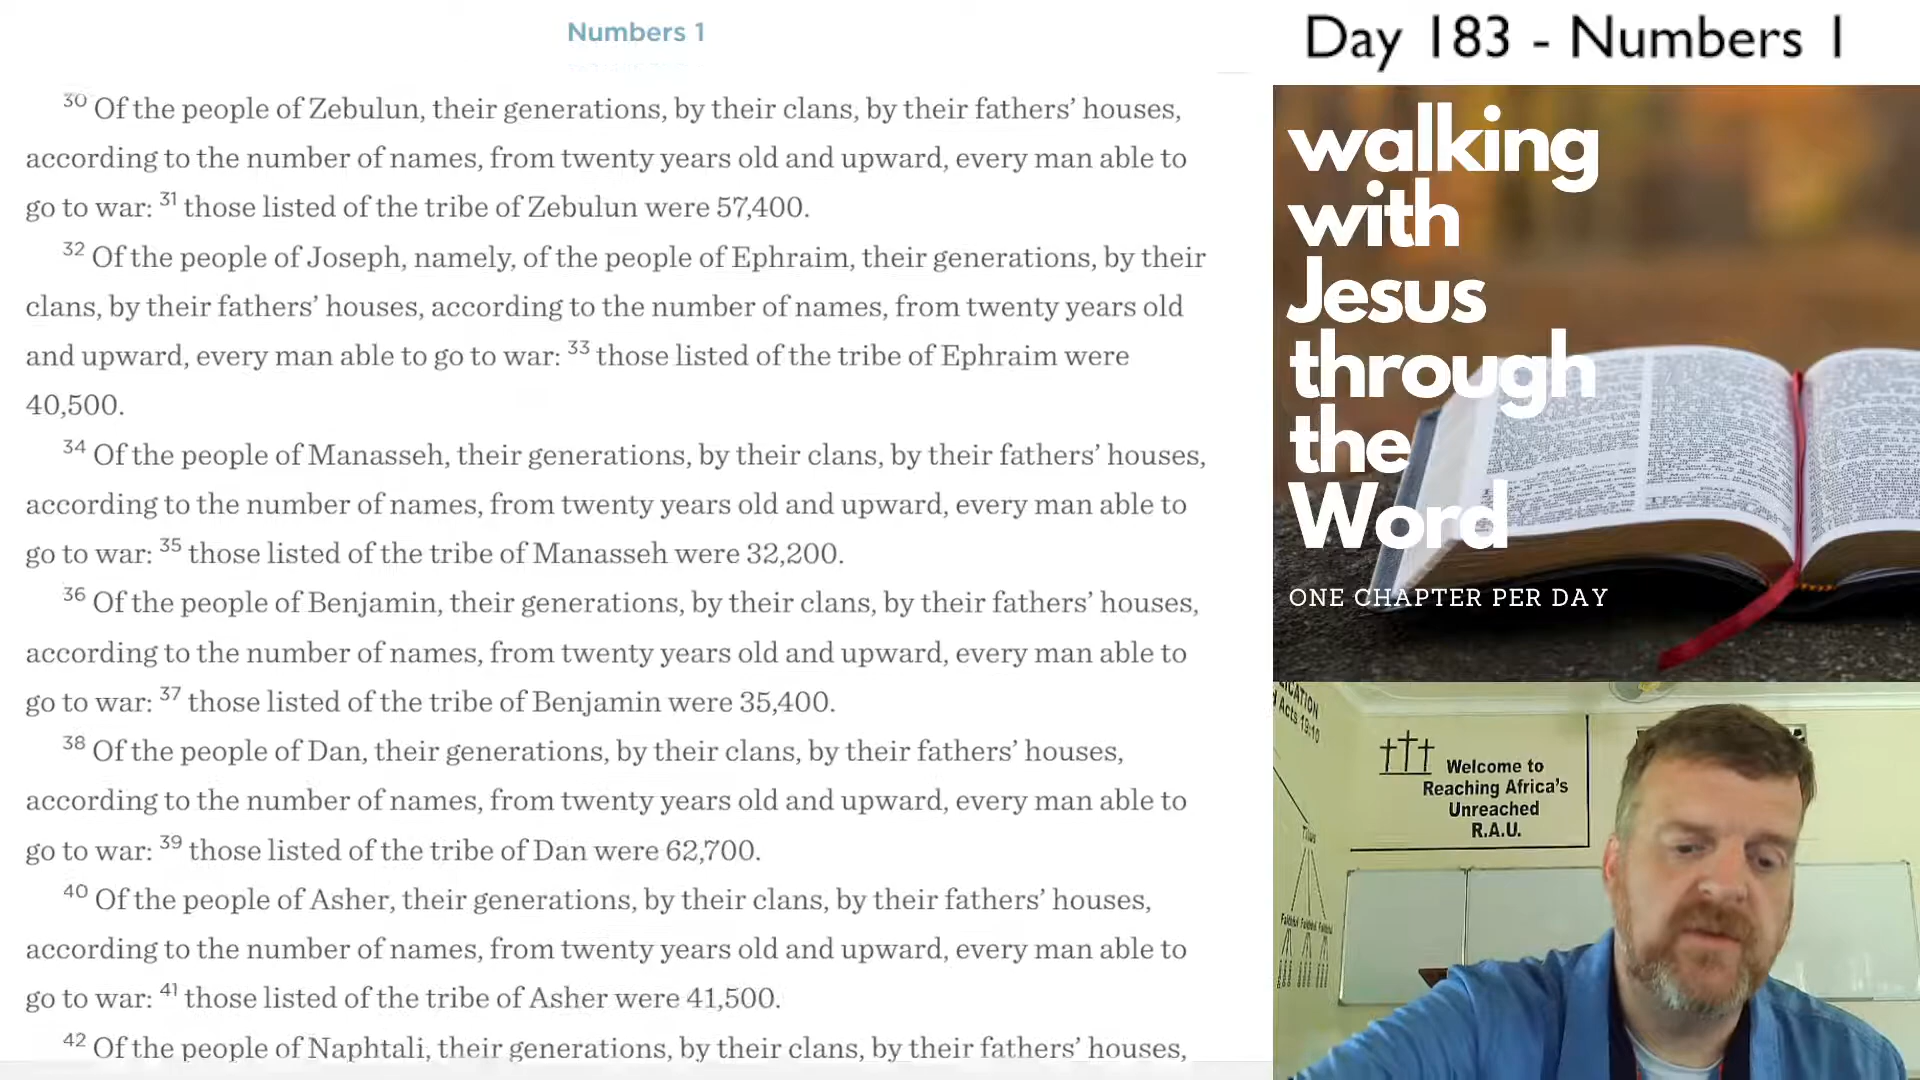 Numbers 1
30 Of the people of Zebulun, their generations, by their clans, by their fathers’ houses,
according to the number of names, from twenty years old and upward, every man able to
go to war: 31 those listed of the tribe of Zebulun were 57,400.
32 Of the people of Joseph, namely, of the people of Ephraim, their generations, by their
clans, by their fathers’ houses, according to the number of names, from twenty years old
and upward, every man able to go to war: 33 those listed of the tribe of Ephraim were
40,500.
34 Of the people of Manasseh, their generations, by their clans, by their fathers’ houses,
according to the number of names, from twenty years old and upward, every man able to
go to war: 35 those listed of the tribe of Manasseh were 32,200.
36 Of the people of Benjamin, their generations, by their clans, by their fathers’ houses,
according to the number of names, from twenty years old and upward, every man able to
go to war: 37 those listed of the tribe of Benjamin were 35,400.
38 Of the people of Dan, their generations, by their clans, by their fathers’ houses,
according to the number of names, from twenty years old and upward, every man able to
go to war: 39 those listed of the tribe of Dan were 62,700.
40 Of the people of Asher, their generations, by their clans, by their fathers’ houses,
according to the number of names, from twenty years old and upward, every man able to
go to war: 41 those listed of the tribe of Asher were 41,500.
42 Of the people of Naphtali, their generations, by their clans, by their fathers’ houses,
Day 183 - Numbers 1
walking
with
Jesus
through
the
Word
ONE CHAPTER PER DAY
Acts 19:10
Welcome to
Reaching Africa’s
Unreached
R.A.U.
Titus
Faithful Faithful Faithful